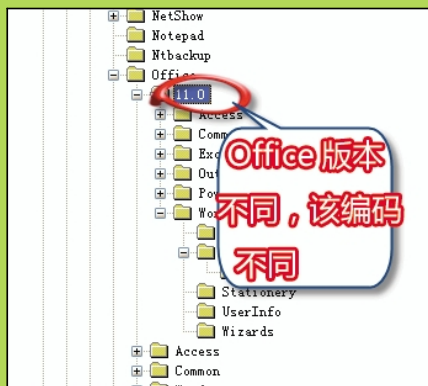 NetShow
Notepad
Ntbackup
Office
11.0
Access
Office 版本
不同，该编码
不同
Stationery
UserInfo
Wizards
Access
Common